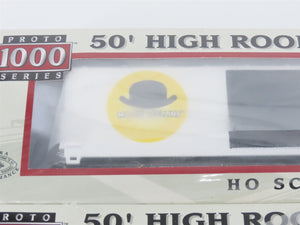 PROTO
1000
SERIES
50' HIGH ROO
HO SC
PROTO
50' HIGH ROO